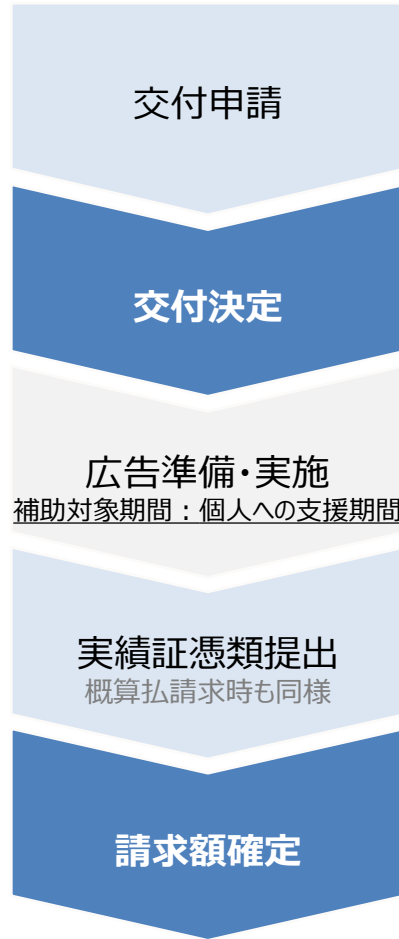 交付申請
交付決定
広告準備・実施
補助対象期間：個人への支援期間
実績証憑類提出
概算払請求時も同様
請求額確定